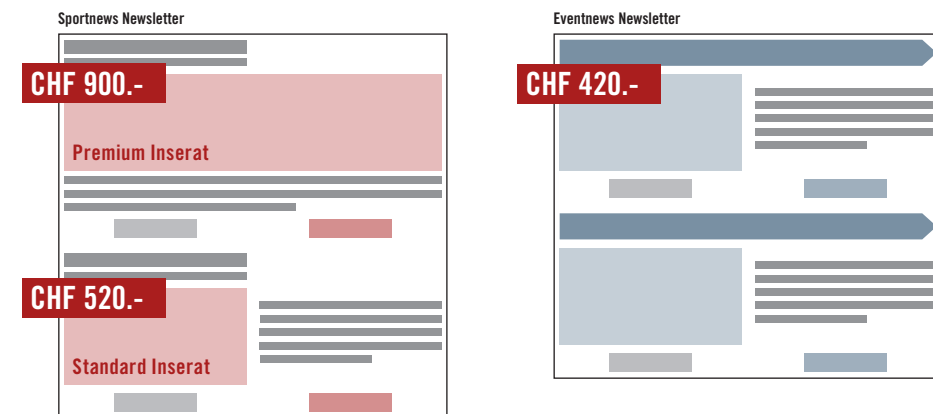 Sportnews Newsletter
CHF 900.-
Premium Inserat
CHF 520.-
Standard Inserat
Eventnews Newsletter
CHF 420.-